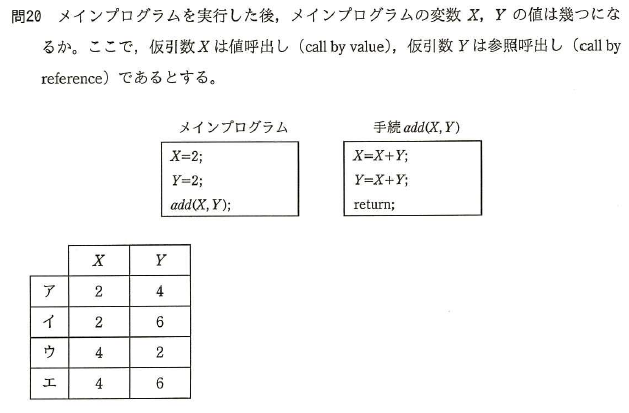 問20 メインプログラムを実行した後，メインプログラムの変数 X，Y の値は幾つにな
るか。ここで，仮引数 X は値呼出し（call by value），仮引数 Y は参照呼出し（call by
reference）であるとする。
メインプログラム 手続 add(X,Y)
X=2; X=X+Y;
Y=2; Y=X+Y;
add(X,Y); return;
X Y
ア 2 4
イ 2 6
ウ 4 2
エ 4 6